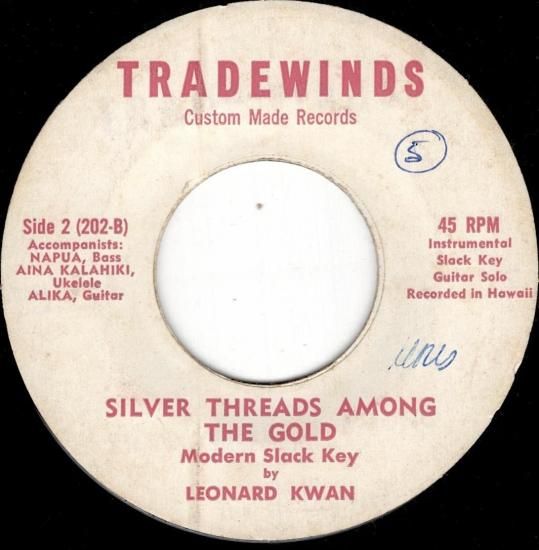 TRADEWINDS
Custom Made Records
5
Side 2 (202-B)
Accompanists:
NAPUA, Bass
AINA KALAHIKI,
Ukelele
ALIKA, Guitar
45 RPM
Instrumental
Slack Key
Guitar Solo
Recorded in Hawaii
SILVER THREADS AMONG
THE GOLD
Modern Slack Key
by
LEONARD KWAN